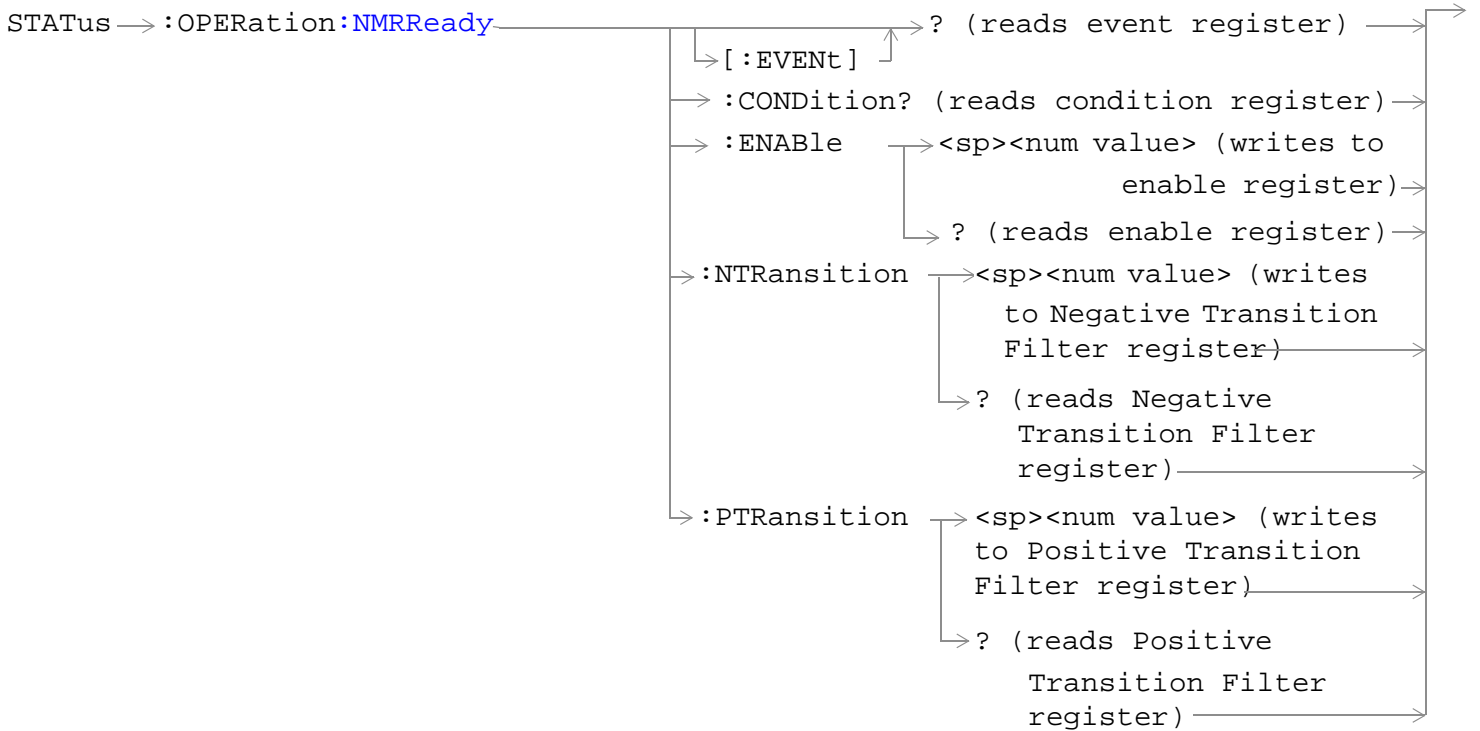 STATus :OPERation:NMRReady ? (reads event register)
[:EVENt]
:CONDition? (reads condition register)
:ENABle <sp><num value> (writes to
enable register)
? (reads enable register)
:NTRansition <sp><num value> (writes
to Negative Transition
Filter register)
? (reads Negative
Transition Filter
register)
:PTRansition <sp><num value> (writes
to Positive Transition
Filter register)
? (reads Positive
Transition Filter
register)